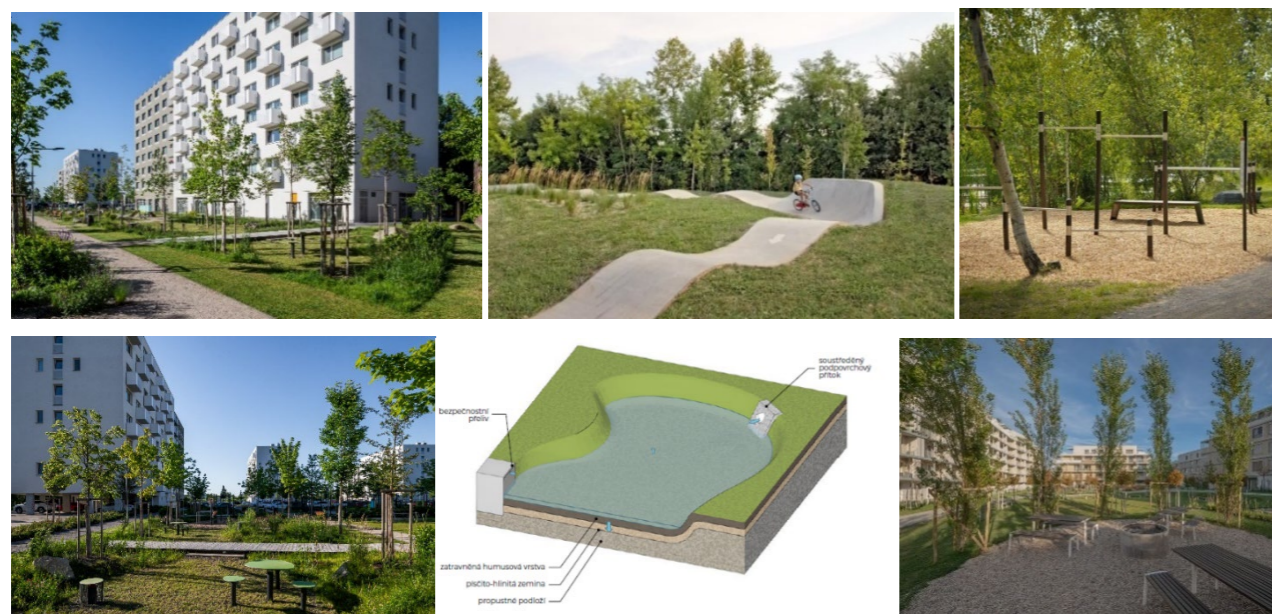 soustředěný
podpovrchový
přítok
bezpečnostní
přeliv
zatravněná humusová vrstva
písčito-hlinitá zemina
propustné podloží